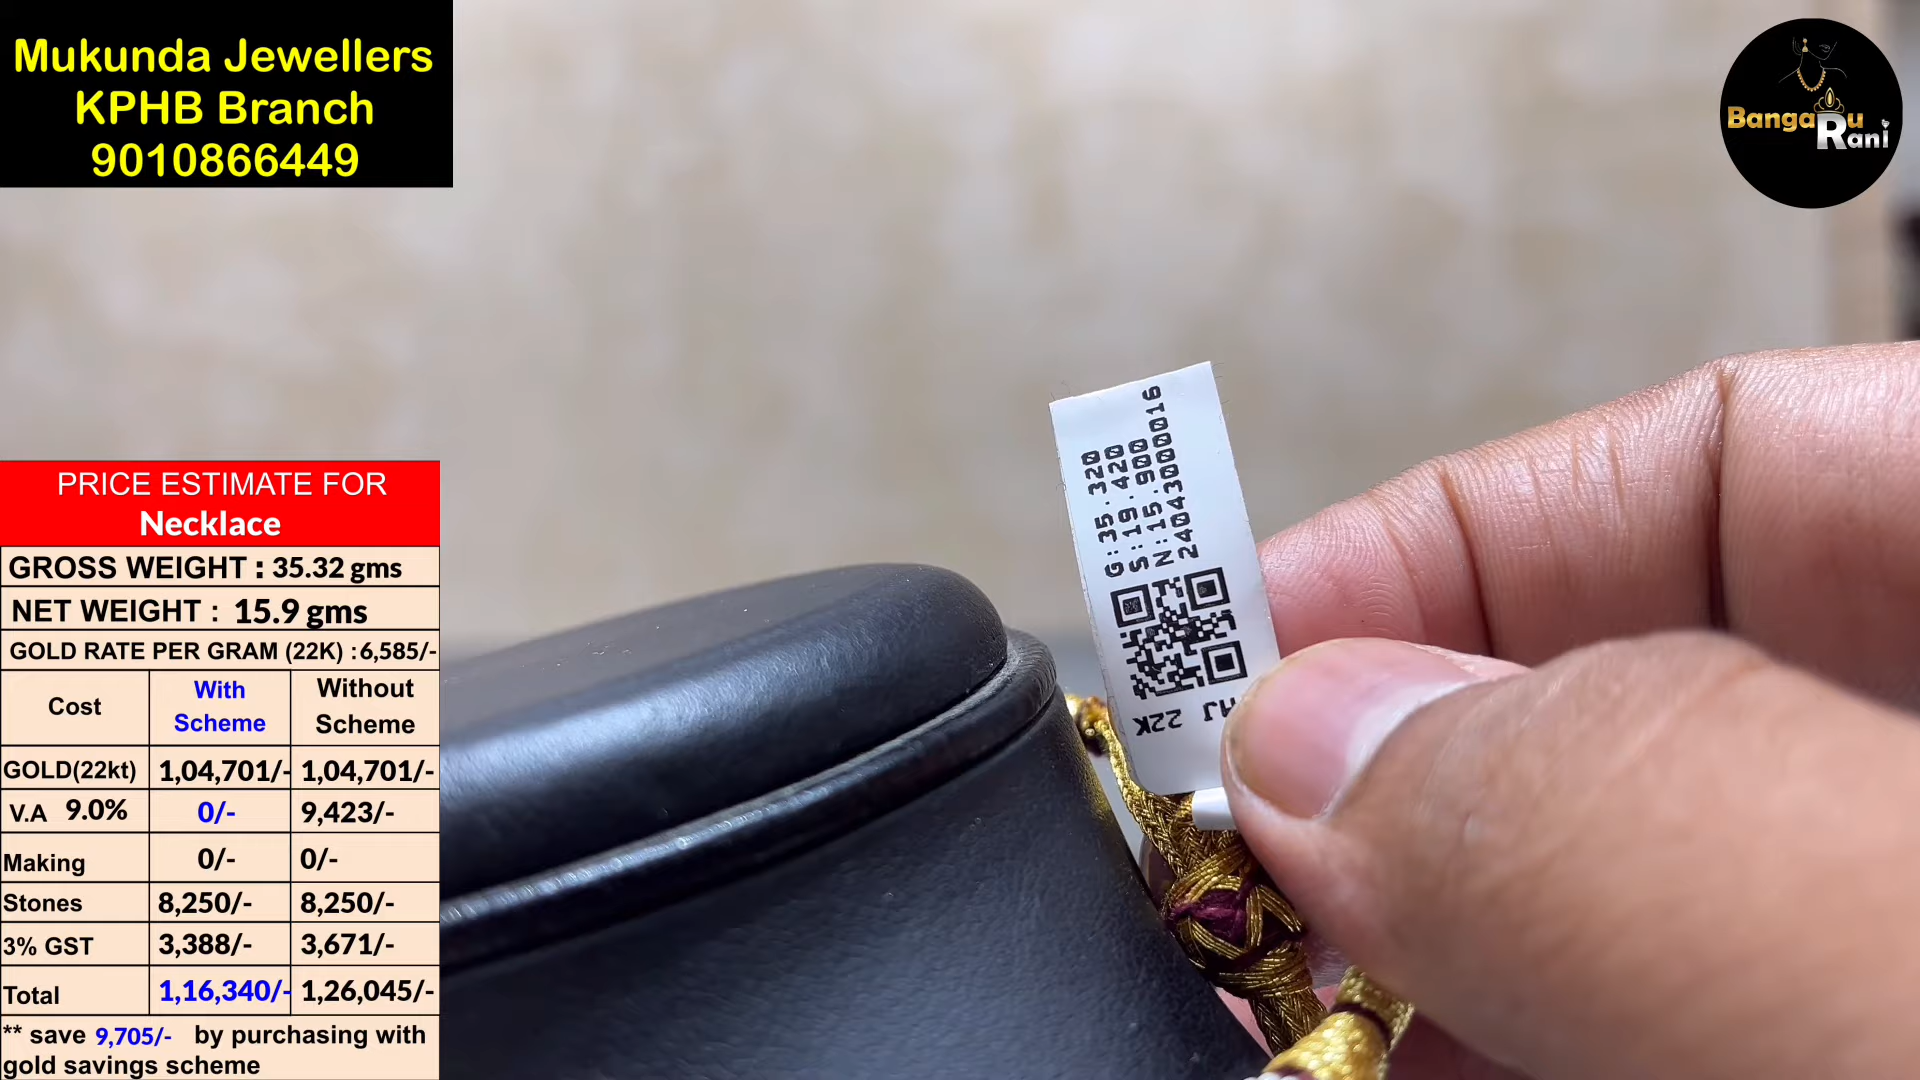 Mukunda Jewellers
KPHB Branch
9010866449
Bangaru
Rani
PRICE ESTIMATE FOR
Necklace
GROSS WEIGHT : 35.32 gms
NET WEIGHT : 15.9 gms
GOLD RATE PER GRAM (22K) :6,585/-
Cost With Scheme Without Scheme
GOLD(22kt) 1,04,701/- 1,04,701/-
V.A 9.0% 0/- 9,423/-
Making 0/- 0/-
Stones 8,250/- 8,250/-
3% GST 3,388/- 3,671/-
Total 1,16,340/- 1,26,045/-
** save 9,705/- by purchasing with
gold savings scheme
G:35.320
S:19.420
N:15.900
24043000016
MJ 22K